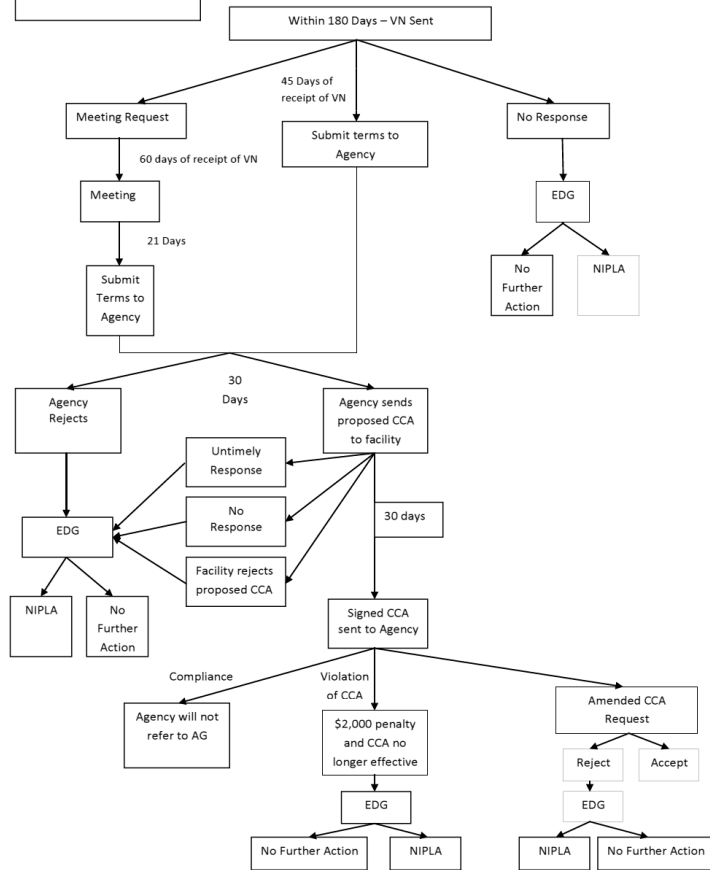 Within 180 Days – VN Sent
45 Days of
receipt of VN
Meeting Request
Submit terms to
Agency
No Response
60 days of receipt of VN
Meeting
EDG
21 Days
Submit
Terms to
Agency
No
Further
Action
NIPLA
30
Days
Agency
Rejects
Agency sends
proposed CCA
to facility
Untimely
Response
No
Response
30 days
EDG
Facility rejects
proposed CCA
NIPLA
No
Further
Action
Signed CCA
sent to Agency
Compliance
Violation
of CCA
Agency will not
refer to AG
$2,000 penalty
and CCA no
longer effective
Amended CCA
Request
Reject
Accept
EDG
EDG
No Further Action
NIPLA
NIPLA
No Further Action